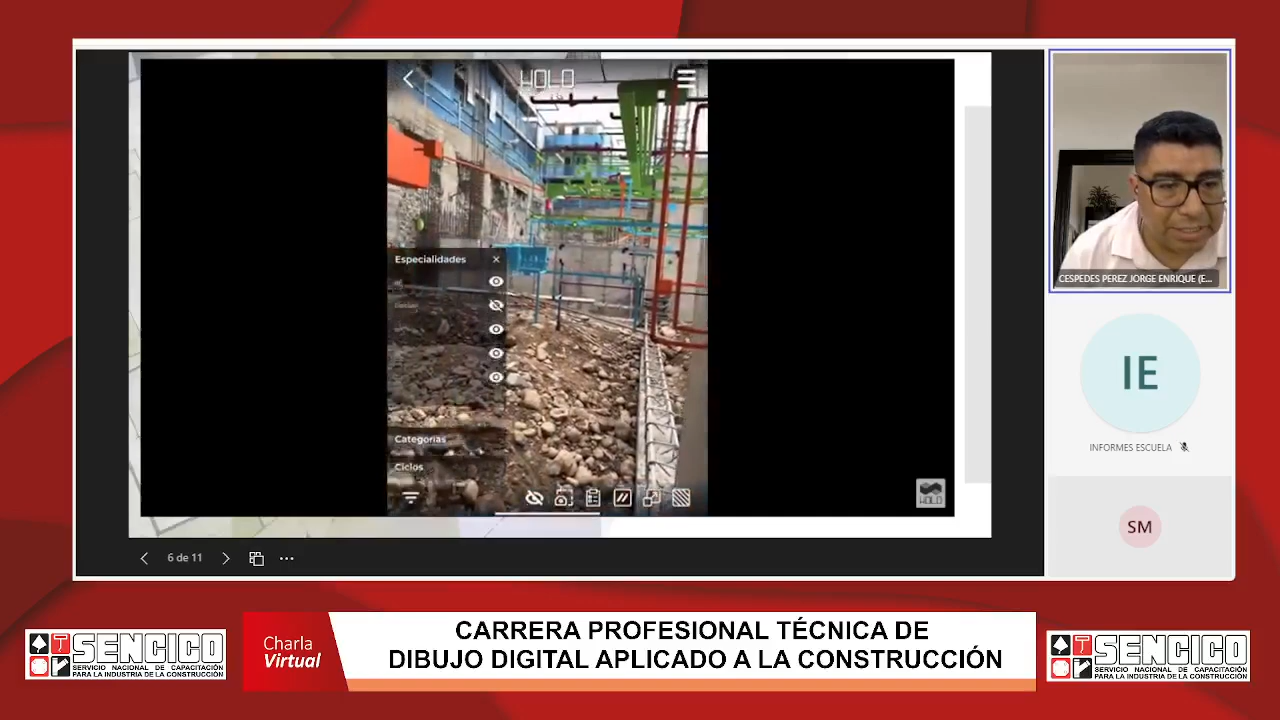 HOLO
Especialidades
Categorías
Ciclos
HOLO
6 de 11
CESPEDES PEREZ JORGE ENRIQUE (E...
IE
INFORMES ESCUELA
SM
SENCICO
SERVICIO NACIONAL DE CAPACITACIÓN
PARA LA INDUSTRIA DE LA CONSTRUCCIÓN
Charla
Virtual
CARRERA PROFESIONAL TÉCNICA DE
DIBUJO DIGITAL APLICADO A LA CONSTRUCCIÓN
SENCICO
SERVICIO NACIONAL DE CAPACITACIÓN
PARA LA INDUSTRIA DE LA CONSTRUCCIÓN